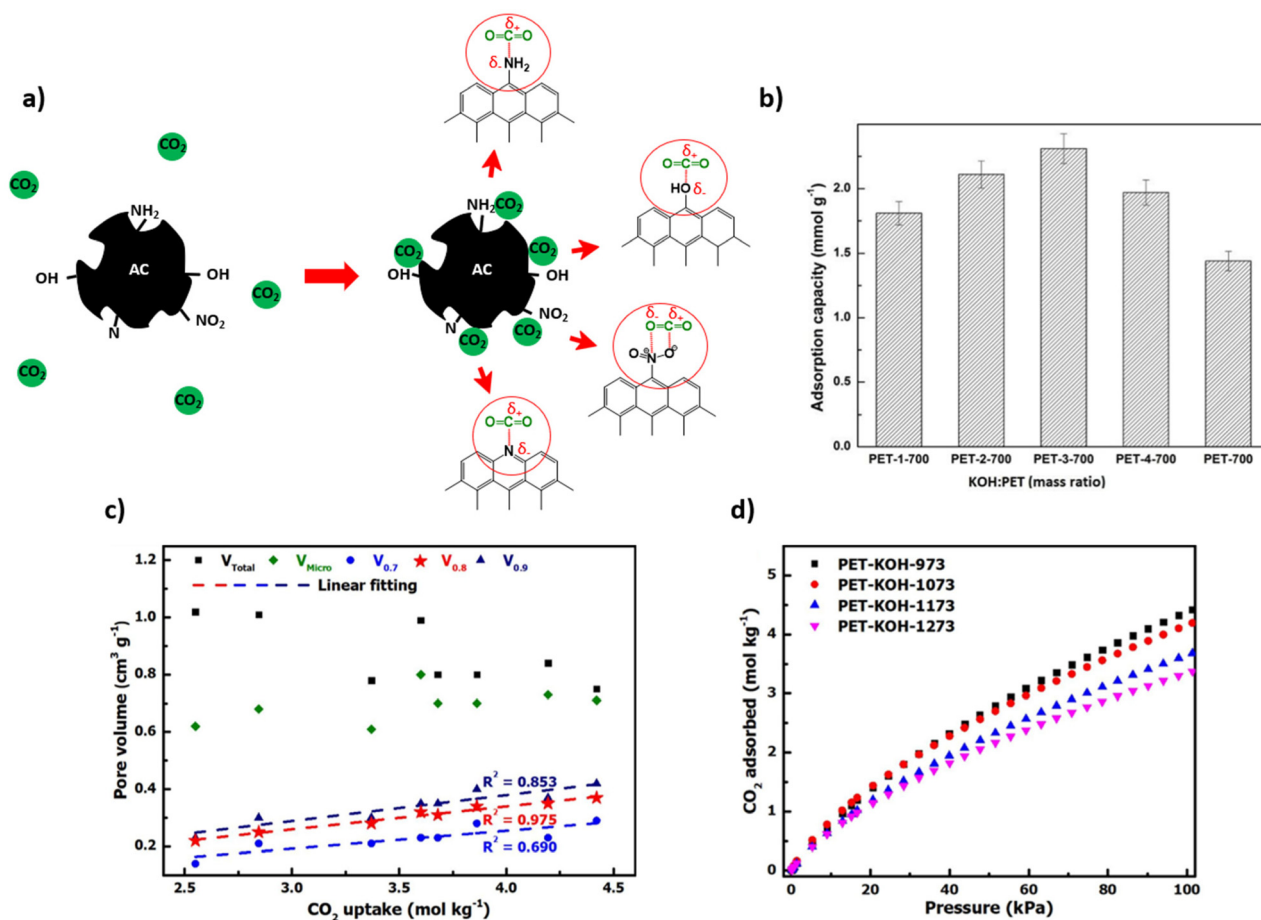 a)
CO2
CO2
CO2
CO2
CO2
NH2
OH
AC
N
NO2
NH2
CO2
CO2
CO2
OH
AC
OH
N
NO2
CO2
CO2
δ+
O=C=O
δ- NH2
δ+
O=C=O
HO δ-
δ- δ+
O=C=O
O=N-O
δ+
O=C=O
N δ-
b)
Adsorption capacity (mmol g-1)
2.0
1.5
1.0
0.5
0.0
PET-1-700 PET-2-700 PET-3-700 PET-4-700 PET-700
KOH:PET (mass ratio)
c)
1.2
1.0
0.8
0.6
0.4
0.2
VTotal VMicro V0.7 V0.8 V0.9
Linear fitting
R2 = 0.853
R2 = 0.975
R2 = 0.690
Pore volume (cm3 g-1)
2.5 3.0 3.5 4.0 4.5
CO2 uptake (mol kg-1)
d)
5
4
3
2
1
0
PET-KOH-973
PET-KOH-1073
PET-KOH-1173
PET-KOH-1273
CO2 adsorbed (mol kg-1)
0 20 40 60 80 100
Pressure (kPa)